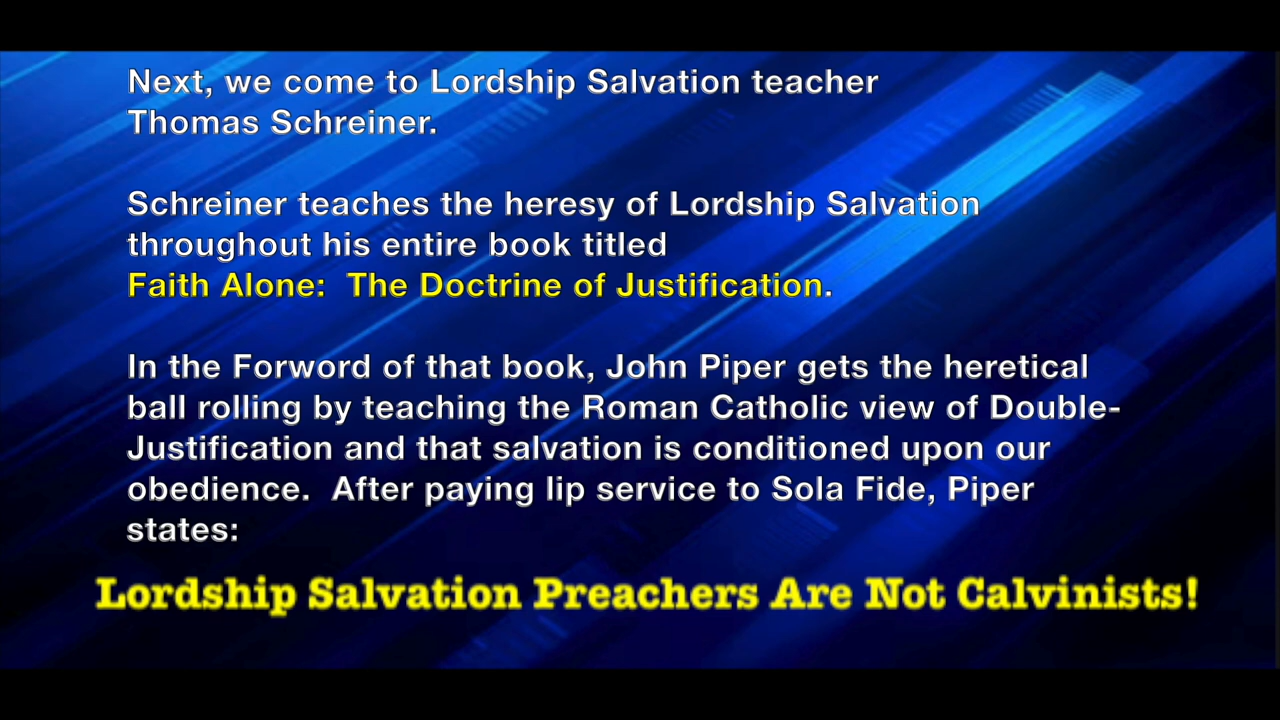 Next, we come to Lordship Salvation teacher
Thomas Schreiner.
Schreiner teaches the heresy of Lordship Salvation
throughout his entire book titled
Faith Alone:  The Doctrine of Justification.
In the Forword of that book, John Piper gets the heretical
ball rolling by teaching the Roman Catholic view of Double-
Justification and that salvation is conditioned upon our
obedience.  After paying lip service to Sola Fide, Piper
states:
Lordship Salvation Preachers Are Not Calvinists!